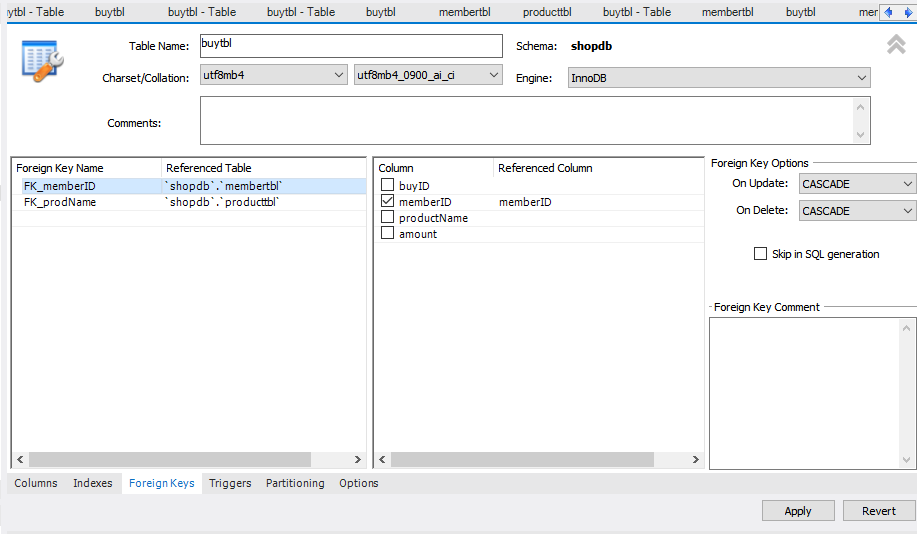 uytbl - Table buytbl buytbl - Table buytbl - Table buytbl membertbl producttbl buytbl - Table membertbl buytbl mer
Table Name: buytbl Schema: shopdb
Charset/Collation: utf8mb4 utf8mb4_0900_ai_ci Engine: InnoDB
Comments:
Foreign Key Name Referenced Table
FK_memberID `shopdb`.`membertbl`
FK_prodName `shopdb`.`producttbl`
Column Referenced Column
buyID
memberID memberID
productName
amount
Foreign Key Options
On Update: CASCADE
On Delete: CASCADE
Skip in SQL generation
Foreign Key Comment
Columns Indexes Foreign Keys Triggers Partitioning Options
Apply Revert